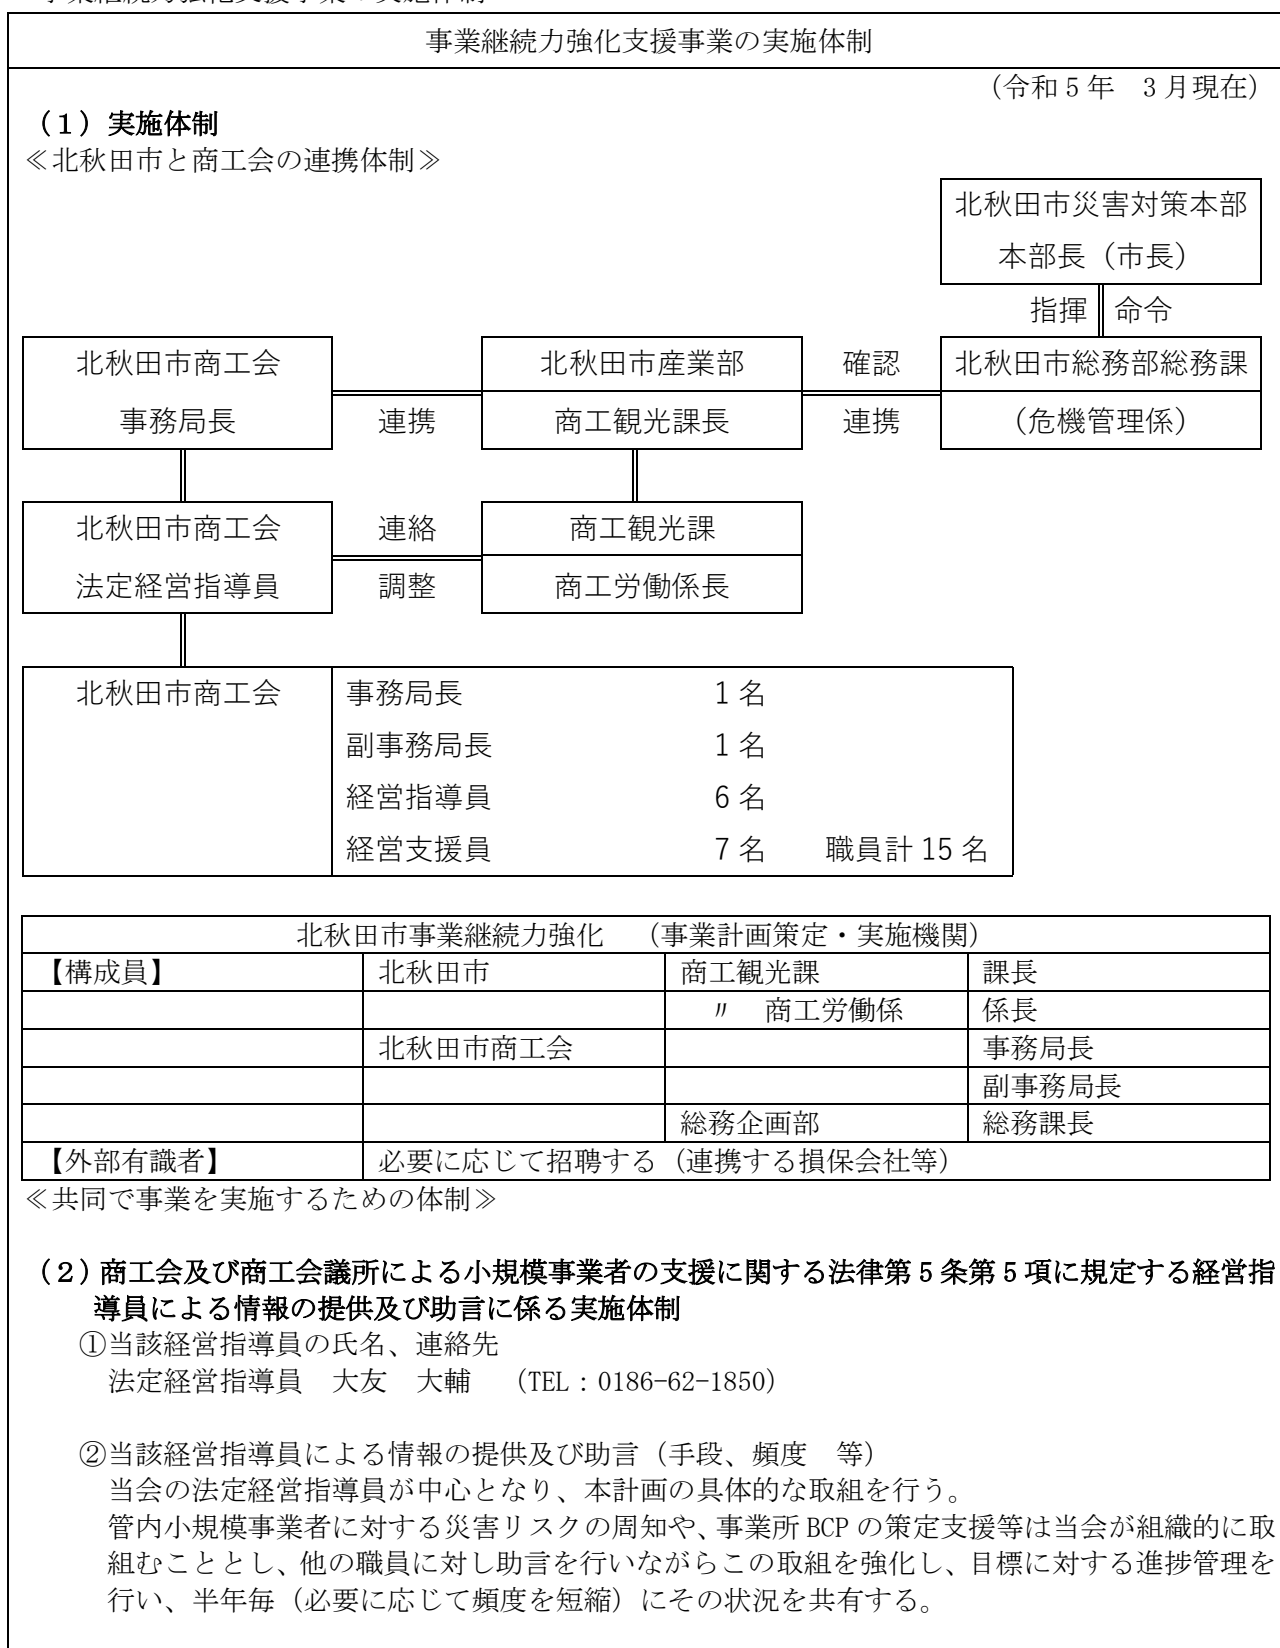 事業継続力強化支援事業の実施体制
(令和5年　3月現在)
（1）実施体制
≪北秋田市と商工会の連携体制≫
北秋田市災害対策本部
本部長（市長）
指揮 命令
北秋田市商工会 北秋田市産業部 確認 北秋田市総務部総務課
事務局長 連携 商工観光課長 連携 （危機管理係）
北秋田市商工会 連絡 商工観光課
法定経営指導員 調整 商工労働係長
北秋田市商工会 事務局長 1名
副事務局長 1名
経営指導員 6名
経営支援員 7名 職員計15名
北秋田市事業継続力強化　（事業計画策定・実施機関）
【構成員】 北秋田市 商工観光課 課長
〃　商工労働係 係長
北秋田市商工会 事務局長
副事務局長
総務企画部 総務課長
【外部有識者】 必要に応じて招聘する（連携する損保会社等）
≪共同で事業を実施するための体制≫
（2）商工会及び商工会議所による小規模事業者の支援に関する法律第5条第5項に規定する経営指
導員による情報の提供及び助言に係る実施体制
①当該経営指導員の氏名、連絡先
法定経営指導員　大友　大輔　（TEL：0186-62-1850）
②当該経営指導員による情報の提供及び助言（手段、頻度　等）
当会の法定経営指導員が中心となり、本計画の具体的な取組を行う。
管内小規模事業者に対する災害リスクの周知や、事業所BCPの策定支援等は当会が組織的に取
組むこととし、他の職員に対し助言を行いながらこの取組を強化し、目標に対する進捗管理を
行い、半年毎（必要に応じて頻度を短縮）にその状況を共有する。